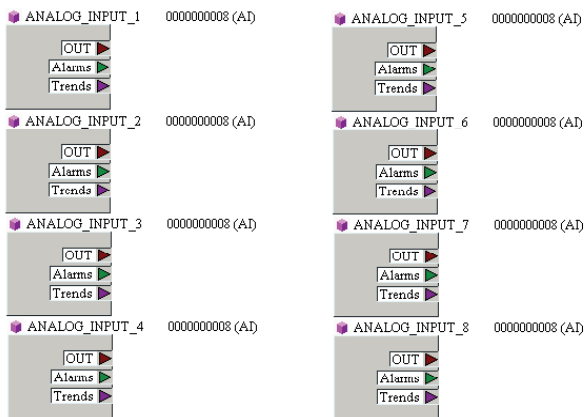 ANALOG_INPUT_1 0000000008 (AI)
OUT
Alarms
Trends
ANALOG_INPUT_2 0000000008 (AI)
OUT
Alarms
Trends
ANALOG_INPUT_3 0000000008 (AI)
OUT
Alarms
Trends
ANALOG_INPUT_4 0000000008 (AI)
OUT
Alarms
Trends
ANALOG_INPUT_5 0000000008 (AI)
OUT
Alarms
Trends
ANALOG_INPUT_6 0000000008 (AI)
OUT
Alarms
Trends
ANALOG_INPUT_7 0000000008 (AI)
OUT
Alarms
Trends
ANALOG_INPUT_8 0000000008 (AI)
OUT
Alarms
Trends